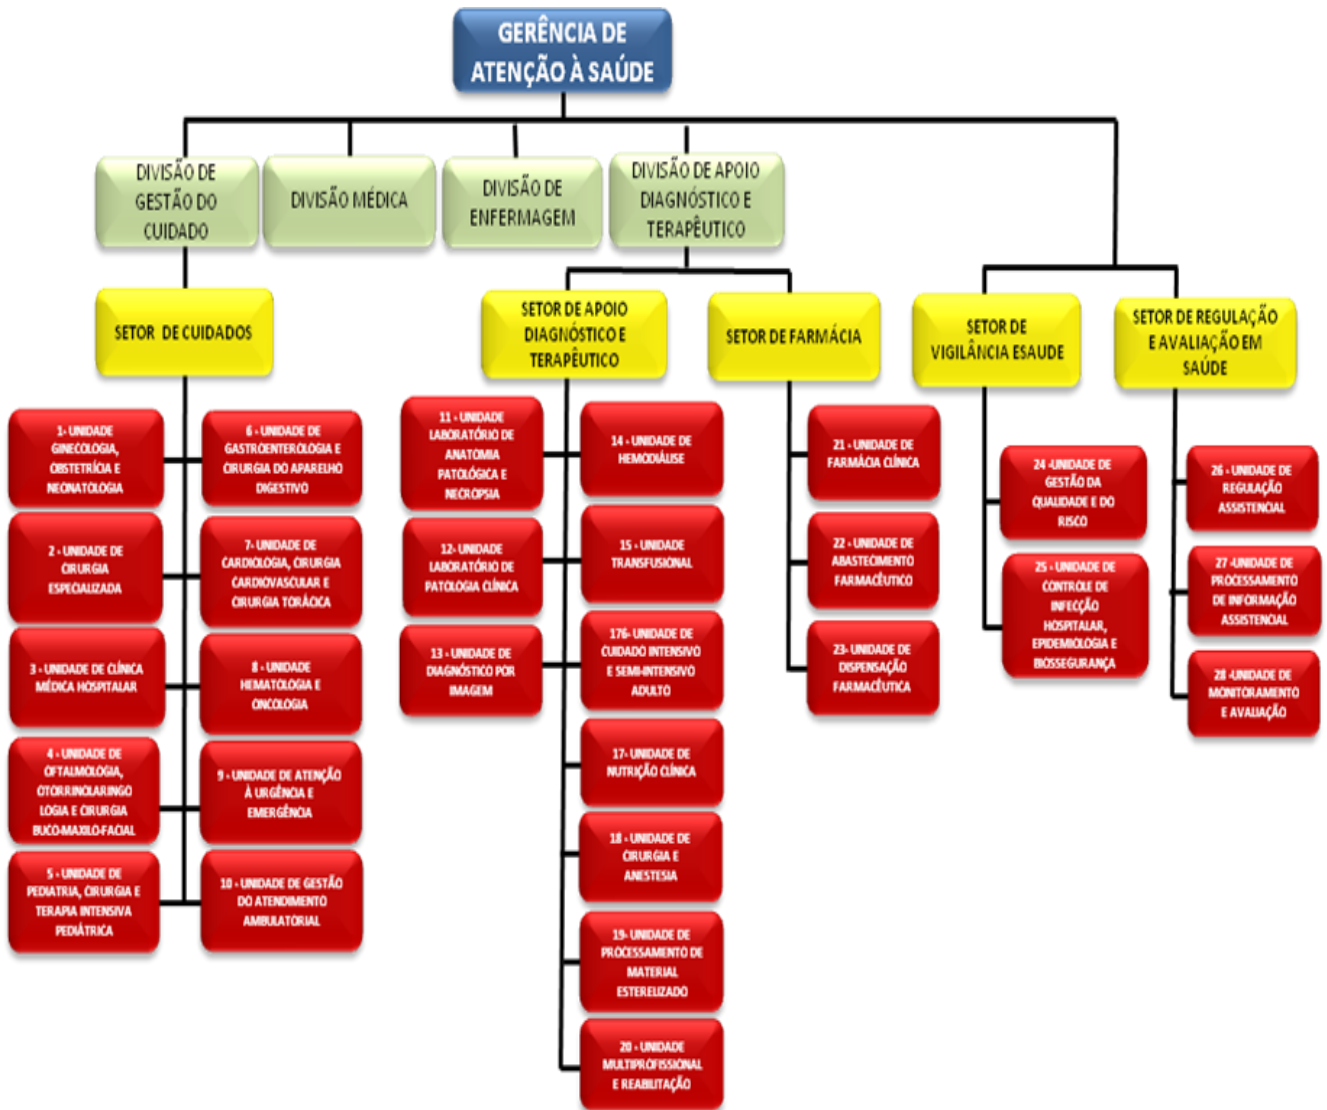 GERÊNCIA DE
ATENÇÃO À SAÚDE
DIVISÃO DE
GESTÃO DO
CUIDADO
DIVISÃO MÉDICA
DIVISÃO DE
ENFERMAGEM
DIVISÃO DE APOIO
DIAGNÓSTICO E
TERAPÊUTICO
SETOR DE CUIDADOS
SETOR DE APOIO
DIAGNÓSTICO E
TERAPÊUTICO
SETOR DE FARMÁCIA
SETOR DE
VIGILÂNCIA ESAUDE
SETOR DE REGULAÇÃO
E AVALIAÇÃO EM
SAÚDE
1- UNIDADE
GINECOLOGIA,
OBSTETRÍCIA E
NEONATOLOGIA
2 - UNIDADE DE
CIRURGIA
ESPECIALIZADA
3 - UNIDADE DE CLÍNICA
MÉDICA HOSPITALAR
4 - UNIDADE DE
OFTALMOLOGIA,
OTORRINOLARINGO
LOGIA E CIRURGIA
BUCO-MAXILO-FACIAL
5 - UNIDADE DE
PEDIATRIA, CIRURGIA E
TERAPIA INTENSIVA
PEDIÁTRICA
6 - UNIDADE DE
GASTROENTEROLOGIA E
CIRURGIA DO APARELHO
DIGESTIVO
7- UNIDADE DE
CARDIOLOGIA, CIRURGIA
CARDIOVASCULAR E
CIRURGIA TORÁCICA
8 - UNIDADE
HEMATOLOGIA E
ONCOLOGIA
9 - UNIDADE DE ATENÇÃO
À URGÊNCIA E
EMERGÊNCIA
10 - UNIDADE DE GESTÃO
DO ATENDIMENTO
AMBULATORIAL
11 - UNIDADE
LABORATÓRIO DE
ANATOMIA
PATOLÓGICA E
NECROPSIA
12- UNIDADE
LABORATÓRIO DE
PATOLOGIA CLÍNICA
13 - UNIDADE DE
DIAGNÓSTICO POR
IMAGEM
14 - UNIDADE DE
HEMODIÁLISE
15 - UNIDADE
TRANSFUSIONAL
176- UNIDADE DE
CUIDADO INTENSIVO
E SEMI-INTENSIVO
ADULTO
17- UNIDADE DE
NUTRIÇÃO CLÍNICA
18 - UNIDADE DE
CIRURGIA E
ANESTESIA
19- UNIDADE DE
PROCESSAMENTO DE
MATERIAL
ESTERELIZADO
20 - UNIDADE
MULTIPROFISSIONAL
E REABILITAÇÃO
21 - UNIDADE DE
FARMÁCIA CLÍNICA
22 - UNIDADE DE
ABASTECIMENTO
FARMACÊUTICO
23- UNIDADE DE
DISPENSAÇÃO
FARMACÊUTICA
24 -UNIDADE DE
GESTÃO DA
QUALIDADE E DO
RISCO
25 - UNIDADE DE
CONTROLE DE
INFECÇÃO
HOSPITALAR,
EPIDEMIOLOGIA E
BIOSSEGURANÇA
26 - UNIDADE DE
REGULAÇÃO
ASSISTENCIAL
27 -UNIDADE DE
PROCESSAMENTO
DE INFORMAÇÃO
ASSISTENCIAL
28 -UNIDADE DE
MONITORAMENTO
E AVALIAÇÃO